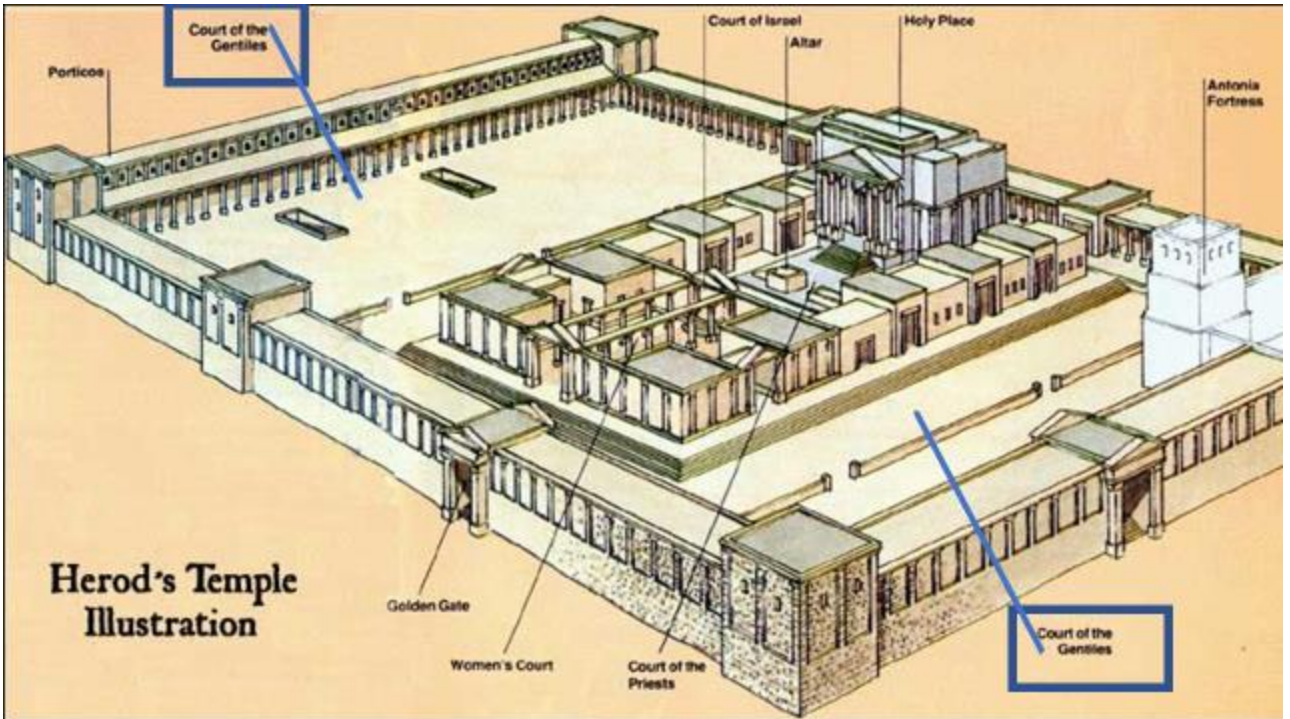 Court of the
Gentiles
Court of Israel
Holy Place
Altar
Porticos
Antonia
Fortress
Herod's Temple
Illustration
Golden Gate
Women's Court
Court of the
Priests
Court of the
Gentiles